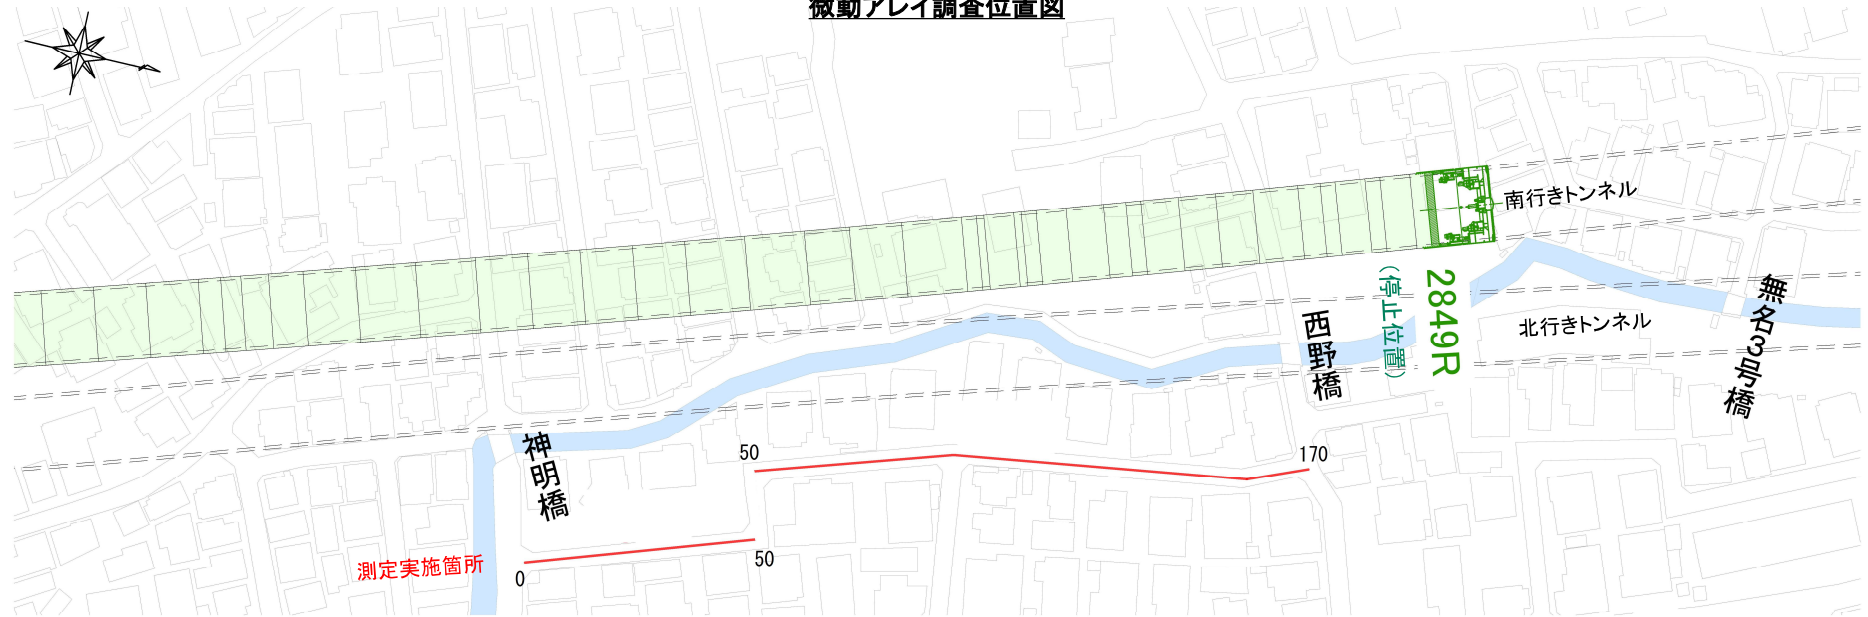 微動アレイ調査位置図
南行きトンネル
2849R
(停止位置)
北行きトンネル
無名3号橋
西野橋
神明橋
50
170
測定実施箇所
0
50